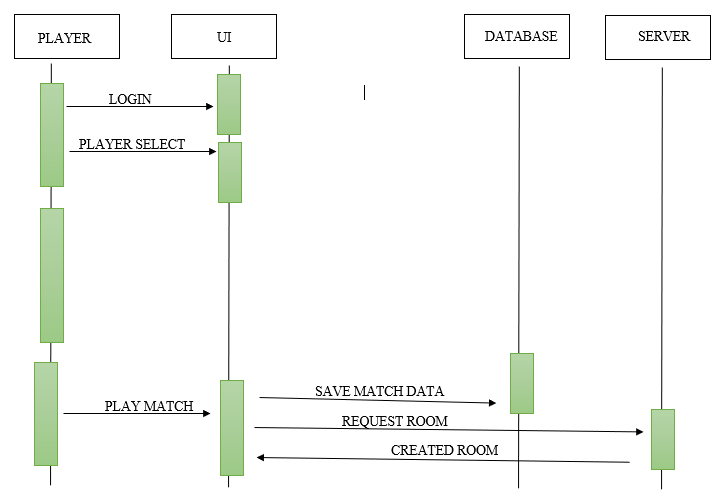 PLAYER
UI
DATABASE
SERVER
LOGIN
PLAYER SELECT
SAVE MATCH DATA
PLAY MATCH
REQUEST ROOM
CREATED ROOM